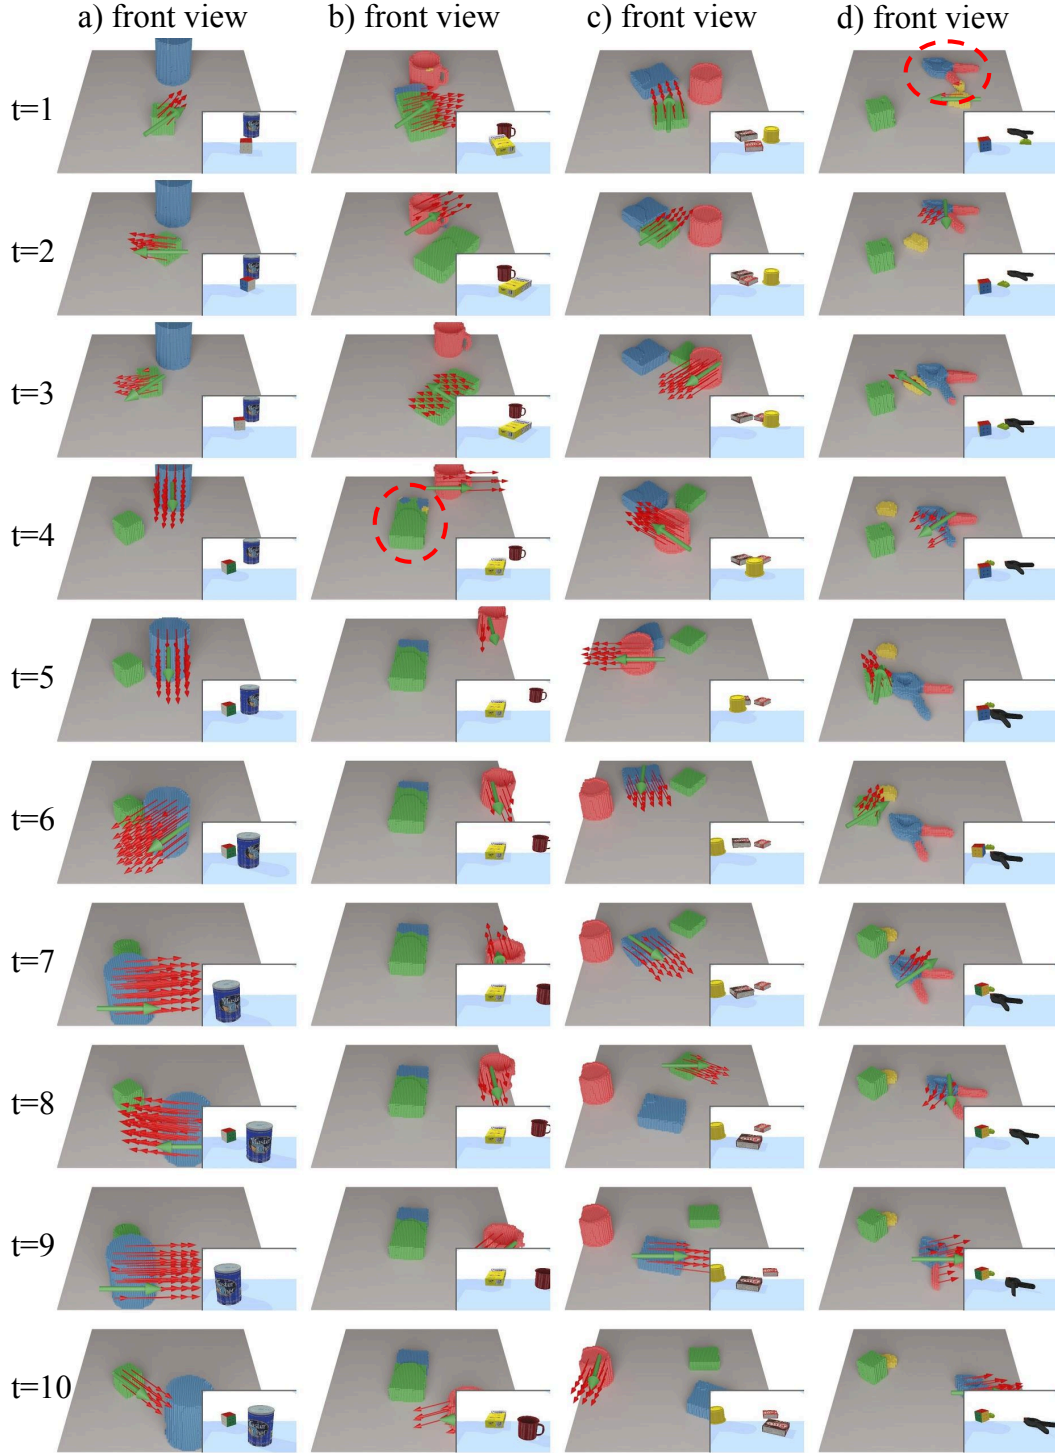 a) front view b) front view c) front view d) front view
t=1
t=2
t=3
t=4
t=5
t=6
t=7
t=8
t=9
t=10